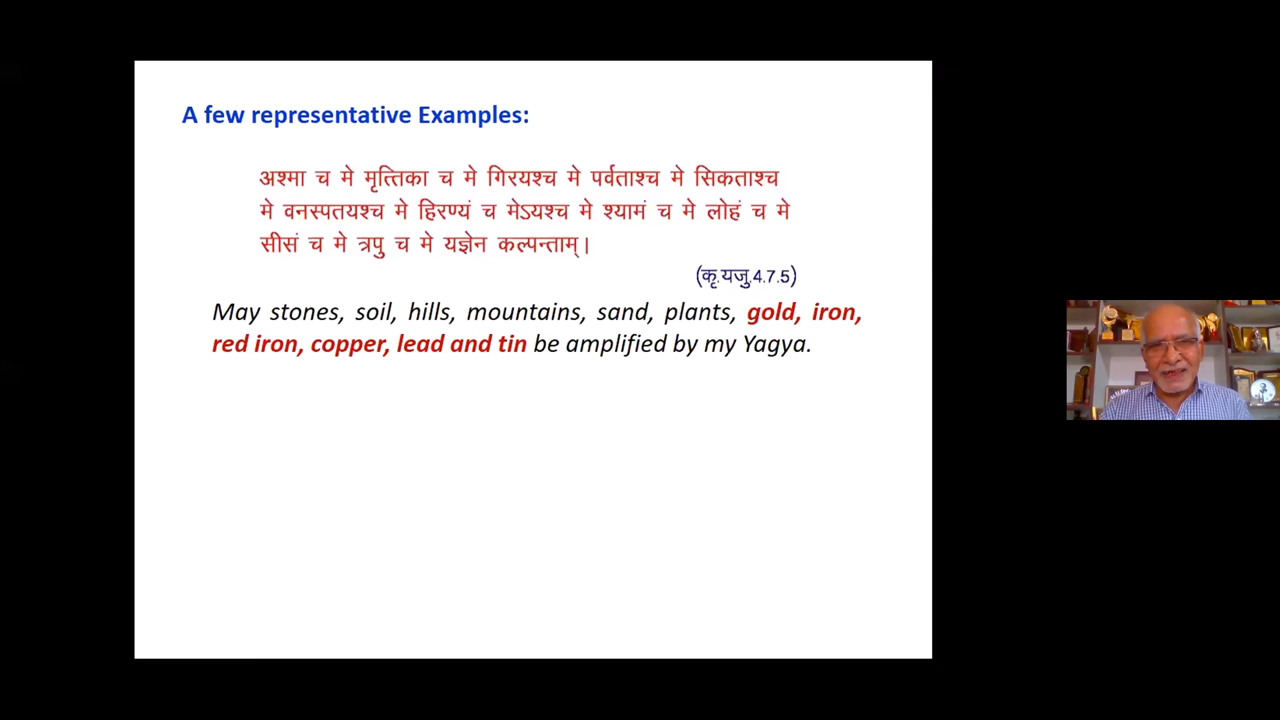 A few representative Examples:
अश्मा च मे मृत्तिका च मे गिरयश्च मे पर्वताश्च मे सिकताश्च
मे वनस्पतयश्च मे हिरण्यं च मेऽयश्च मे श्यामं च मे लोहं च मे
सीसं च मे त्रपु च मे यज्ञेन कल्पन्ताम्।
(कृ.यजु.4.7.5)
May stones, soil, hills, mountains, sand, plants, gold, iron,
red iron, copper, lead and tin be amplified by my Yagya.